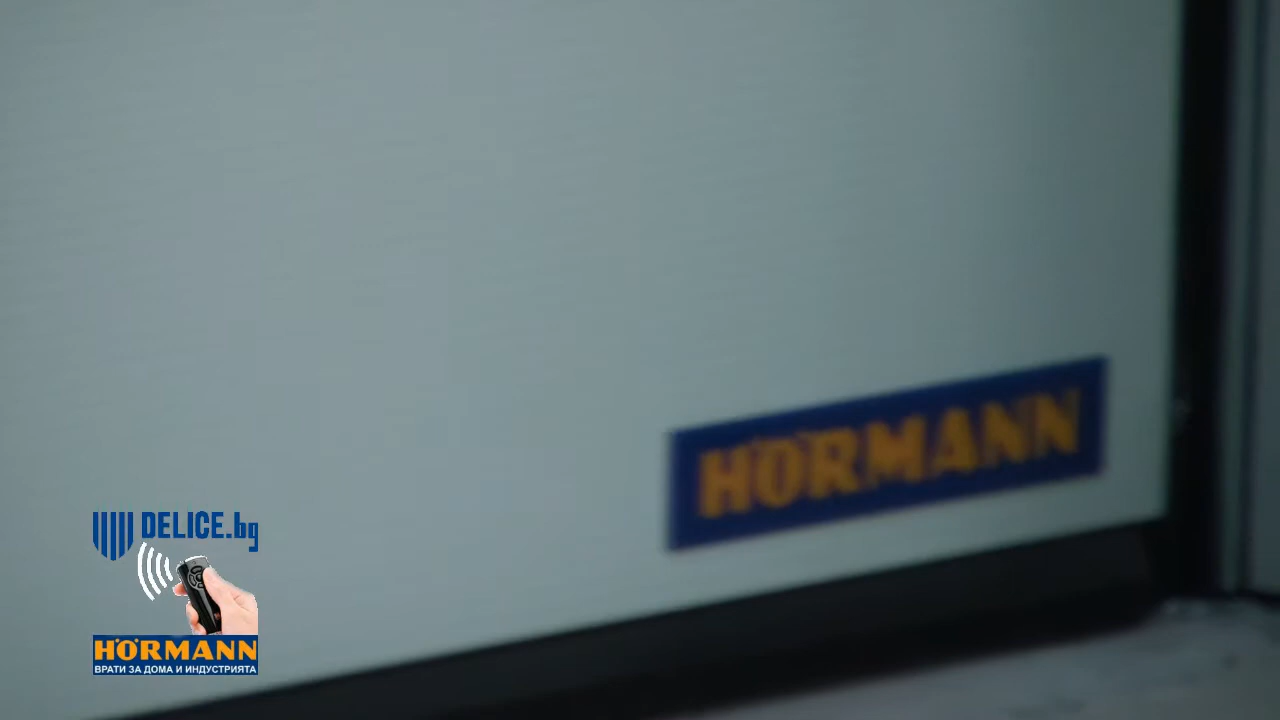 HÖRMANN
DELICE.bg
HÖRMANN
ВРАТИ ЗА ДОМА И ИНДУСТРИЯТА